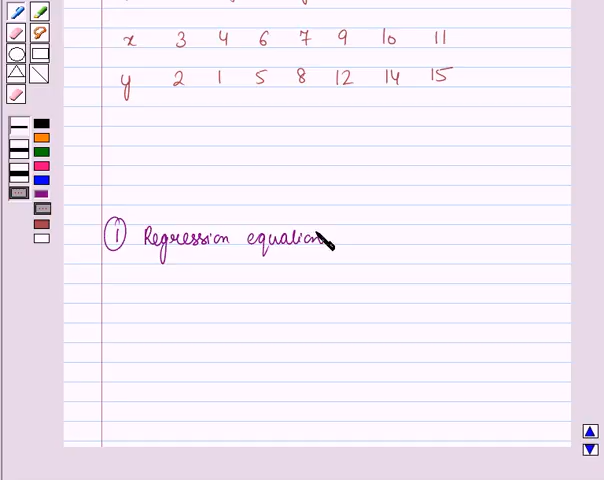 x 3 4 6 7 9 10 11
y 2 1 5 8 12 14 15
① Regression equation